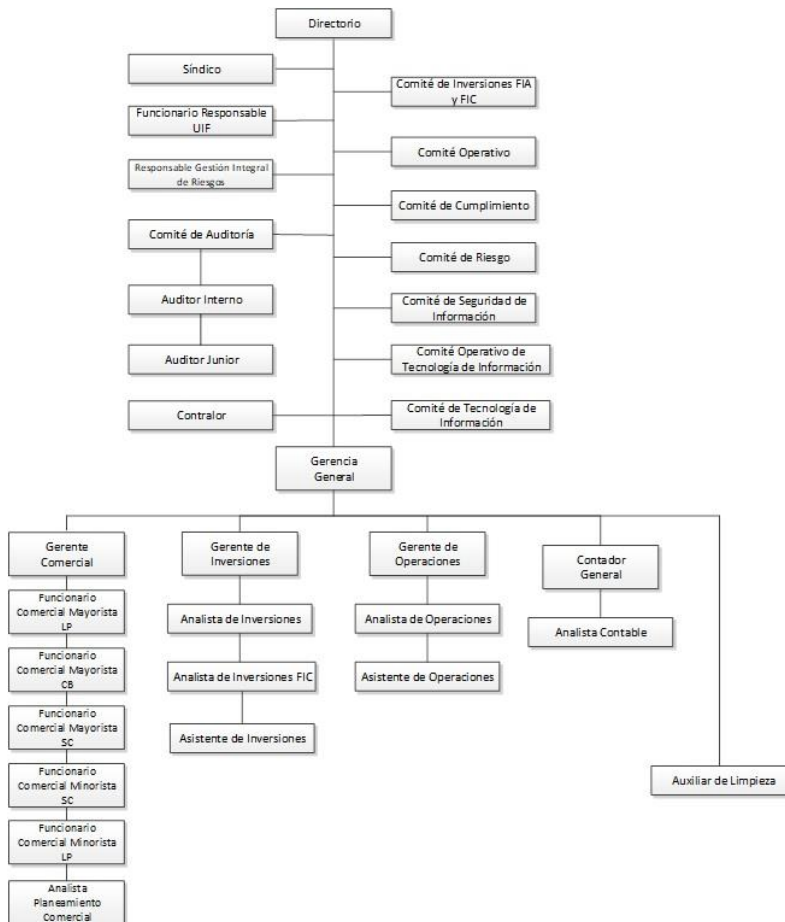 Directorio
Síndico
Comité de Inversiones FIA
y FIC
Funcionario Responsable
UIF
Comité Operativo
Responsable Gestión Integral
de Riesgos
Comité de Cumplimiento
Comité de Auditoría
Comité de Riesgo
Auditor Interno
Comité de Seguridad de
Información
Auditor Junior
Comité Operativo de
Tecnología de Información
Contralor
Comité de Tecnología de
Información
Gerencia
General
Gerente
Comercial
Gerente de
Inversiones
Gerente de
Operaciones
Contador
General
Funcionario
Comercial Mayorista
LP
Analista de Inversiones
Analista de Operaciones
Analista Contable
Funcionario
Comercial Mayorista
CB
Analista de Inversiones FIC
Asistente de Operaciones
Funcionario
Comercial Mayorista
SC
Asistente de Inversiones
Funcionario
Comercial Minorista
SC
Auxiliar de Limpieza
Funcionario
Comercial Minorista
LP
Analista
Planeamiento
Comercial